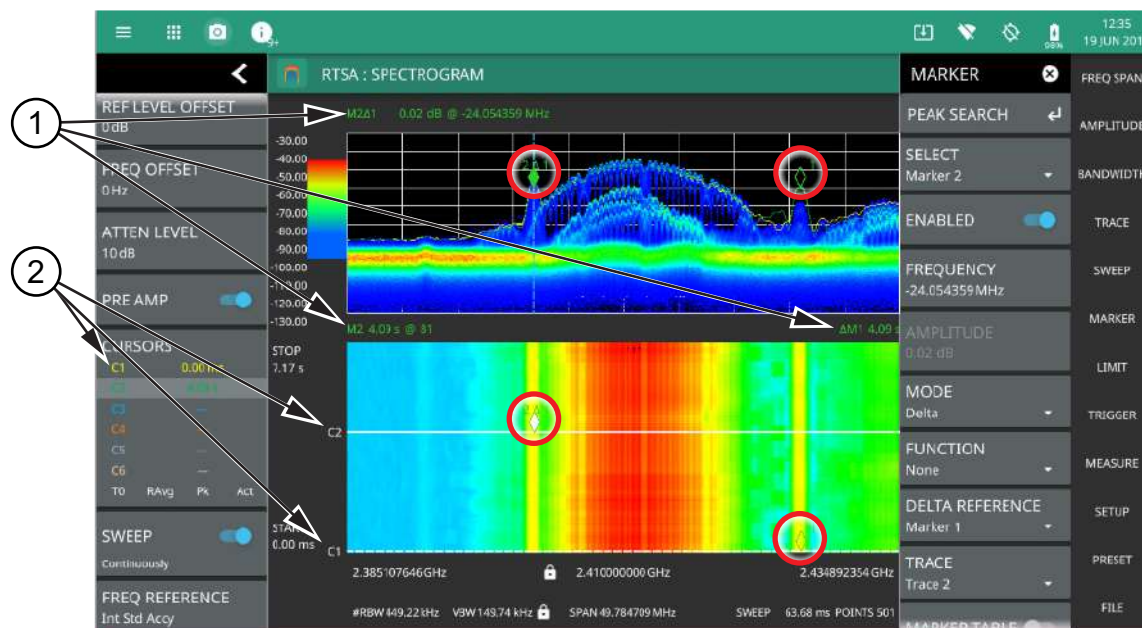 12:35
19 JUN 201
9+
98%
RTSA : SPECTROGRAM
MARKER
FREQ SPAN
1
REF LEVEL OFFSET
0 dB
M2Δ1 0.02 dB @ -24.054359 MHz
PEAK SEARCH
AMPLITUDE
-30.00
-40.00
-50.00
-60.00
-70.00
-80.00
-90.00
-100.00
-110.00
-120.00
-130.00
FREQ OFFSET
0 Hz
SELECT
Marker 2
BANDWIDTH
ATTEN LEVEL
10 dB
ENABLED
TRACE
2
PRE AMP
FREQUENCY
-24.054359 MHz
SWEEP
M2 4.09 s @ 81
ΔM1 4.09 s
AMPLITUDE
0.02 dB
MARKER
CURSORS
C1 0.00 ms
C2
C3 --
C4
C5 --
C6 --
T0 RAvg Pk Act
STOP
7.17 s
C2
MODE
Delta
LIMIT
TRIGGER
FUNCTION
None
MEASURE
DELTA REFERENCE
Marker 1
SETUP
SWEEP
Continuously
0.00 ms
C1
TRACE
Trace 2
PRESET
2.385107646 GHz 2.410000000 GHz 2.434892354 GHz
FREQ REFERENCE
Int Std Accy
#RBW 449.22 kHz VBW 149.74 kHz SPAN 49.784709 MHz SWEEP 63.68 ms POINTS 501
MARKER TABLE
FILE